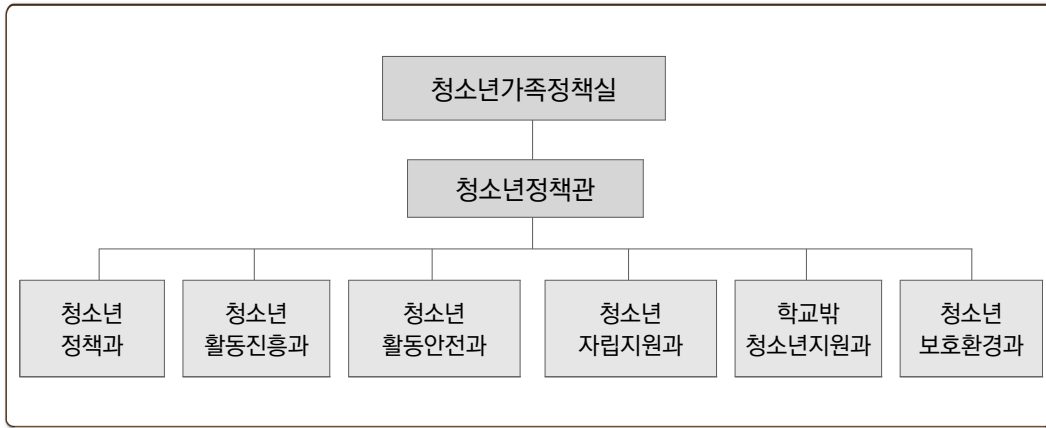 청소년가족정책실
청소년정책관
청소년
정책과
청소년
활동진흥과
청소년
활동안전과
청소년
자립지원과
학교밖
청소년지원과
청소년
보호환경과